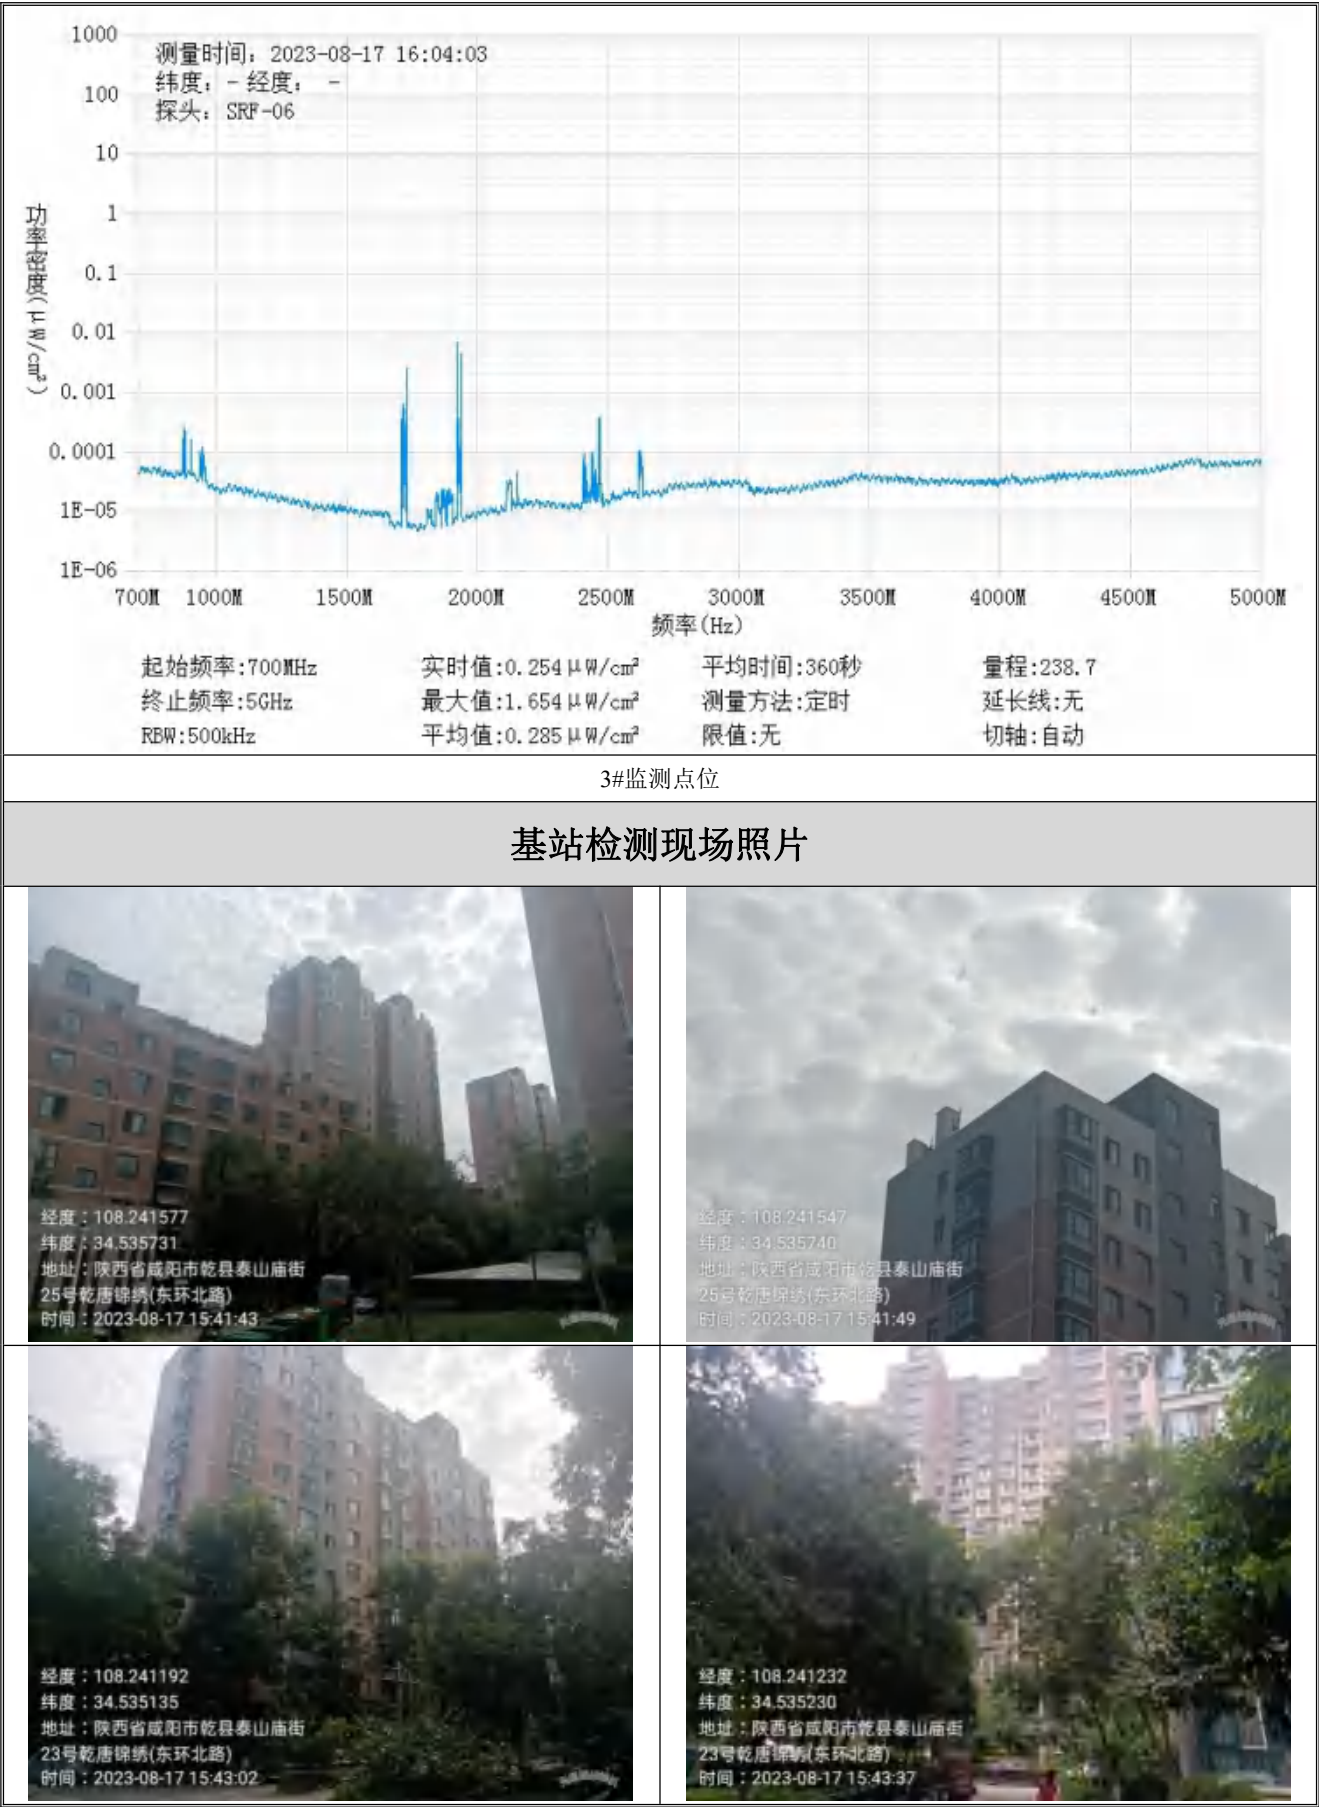 1000
测量时间: 2023-08-17 16:04:03
纬度: - 经度: -
100
探头: SRF-06
10
1
0.1
0.01
0.001
0.0001
1E-05
1E-06
功率密度(μW/cm²)
700M 1000M 1500M 2000M 2500M 3000M 3500M 4000M 4500M 5000M
频率(Hz)
起始频率:700MHz 实时值:0.254μW/cm² 平均时间:360秒 量程:238.7
终止频率:5GHz 最大值:1.654μW/cm² 测量方法:定时 延长线:无
RBW:500kHz 平均值:0.285μW/cm² 限值:无 切轴:自动
3#监测点位
基站检测现场照片
经度：108.241577
纬度：34.535731
地址：陕西省咸阳市乾县泰山庙街
25号乾唐锦绣(东环北路)
时间：2023-08-17 15:41:43
经度：108.241547
纬度：34.535740
地址：陕西省咸阳市乾县泰山庙街
25号乾唐锦绣(东环北路)
时间：2023-08-17 15:41:49
经度：108.241192
纬度：34.535135
地址：陕西省咸阳市乾县泰山庙街
23号乾唐锦绣(东环北路)
时间：2023-08-17 15:43:02
经度：108.241232
纬度：34.535230
地址：陕西省咸阳市乾县泰山庙街
23号乾唐锦绣(东环北路)
时间：2023-08-17 15:43:37